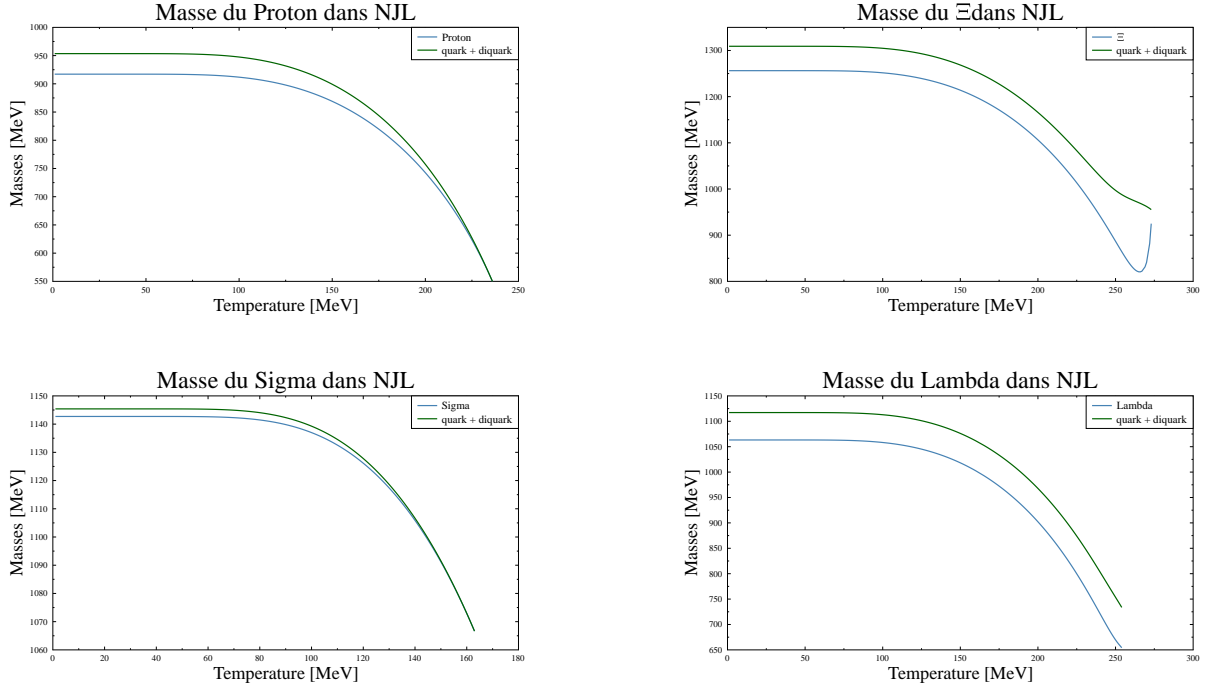 Masse du Proton dans NJL
1000
950
900
850
800
750
700
650
600
550
Masses [MeV]
Proton
quark + diquark
0 50 100 150 200 250
Temperature [MeV]
Masse du Ξdans NJL
1300
1200
1100
1000
900
800
Masses [MeV]
Ξ
quark + diquark
0 50 100 150 200 250 300
Temperature [MeV]
Masse du Sigma dans NJL
1150
1140
1130
1120
1110
1100
1090
1080
1070
1060
Masses [MeV]
Sigma
quark + diquark
0 20 40 60 80 100 120 140 160 180
Temperature [MeV]
Masse du Lambda dans NJL
1150
1100
1050
1000
950
900
850
800
750
700
650
Masses [MeV]
Lambda
quark + diquark
0 50 100 150 200 250 300
Temperature [MeV]